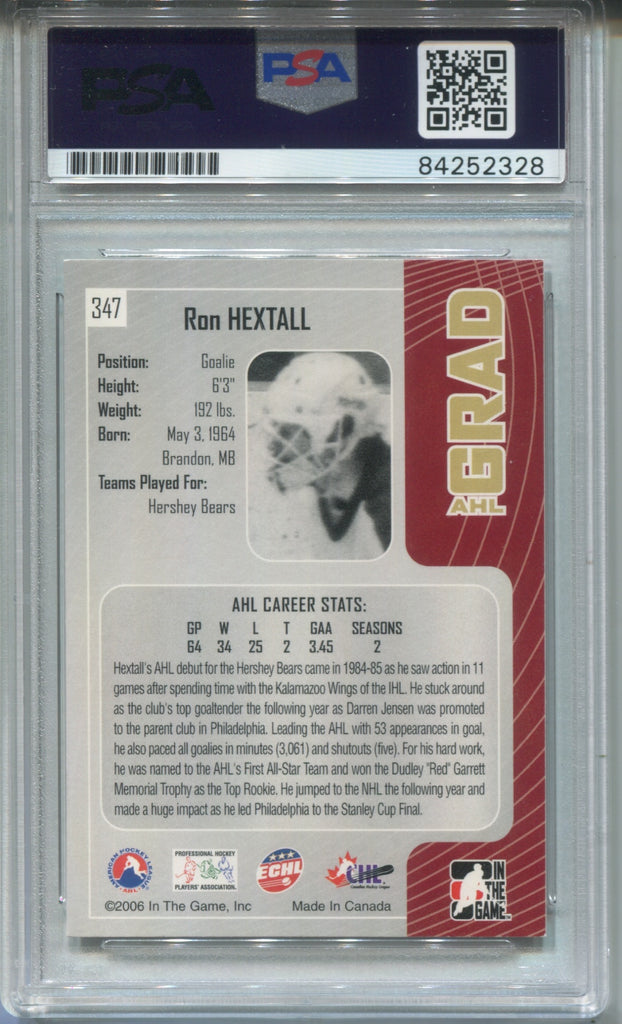 PSA
PSA
84252328
347
Ron HEXTALL
Position: Goalie
Height: 6'3"
Weight: 192 lbs.
Born: May 3, 1964
Brandon, MB
Teams Played For:
Hershey Bears
AHL GRAD
AHL CAREER STATS:
GP W L T GAA SEASONS
64 34 25 2 3.45 2
Hextall's AHL debut for the Hershey Bears came in 1984-85 as he saw action in 11
games after spending time with the Kalamazoo Wings of the IHL. He stuck around
as the club's top goaltender the following year as Darren Jensen was promoted
to the parent club in Philadelphia. Leading the AHL with 53 appearances in goal,
he also paced all goalies in minutes (3,061) and shutouts (five). For his hard work,
he was named to the AHL's First All-Star Team and won the Dudley "Red" Garrett
Memorial Trophy as the Top Rookie. He jumped to the NHL the following year and
made a huge impact as he led Philadelphia to the Stanley Cup Final.
AMERICAN HOCKEY LEAGUE
AHL
PROFESSIONAL HOCKEY
PLAYERS' ASSOCIATION.
ECHL
CHL
Canadian Hockey League
IN
THE
GAME
©2006 In The Game, Inc Made In Canada